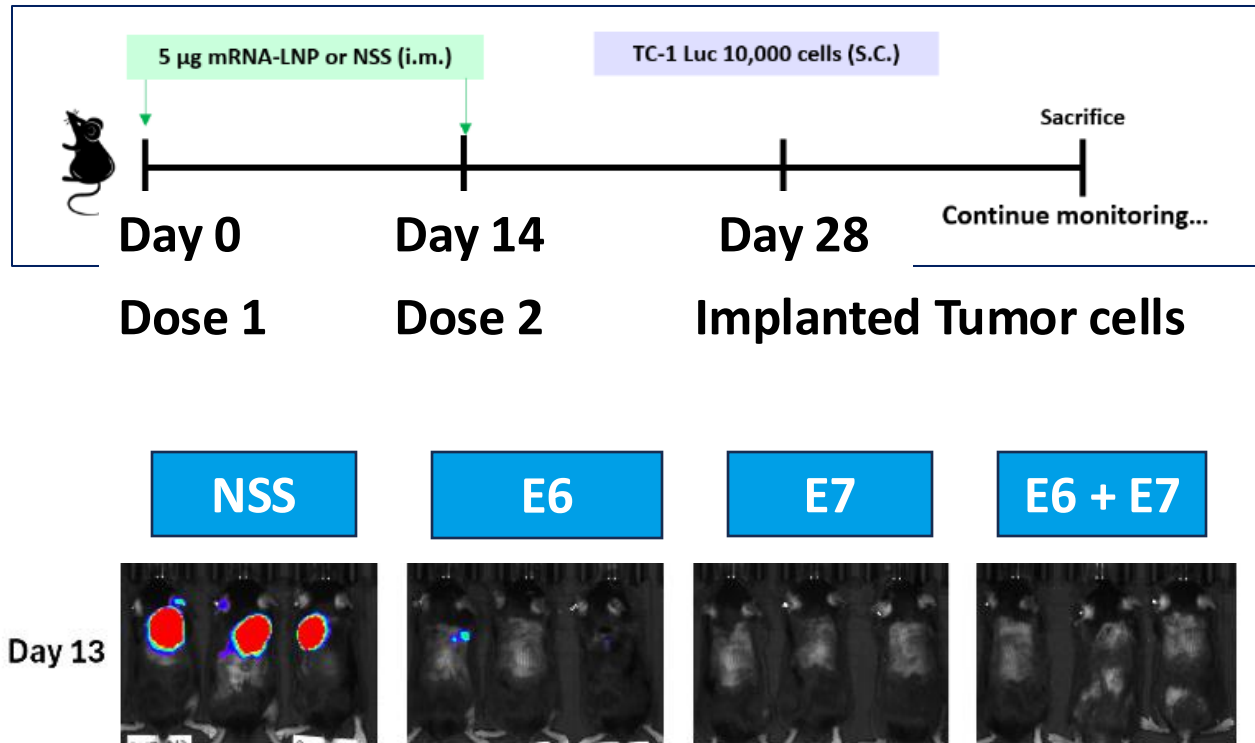 5 µg mRNA-LNP or NSS (i.m.)
TC-1 Luc 10,000 cells (S.C.)
Sacrifice
Day 0
Day 14
Day 28
Continue monitoring...
Dose 1
Dose 2
Implanted Tumor cells
NSS
E6
E7
E6 + E7
Day 13